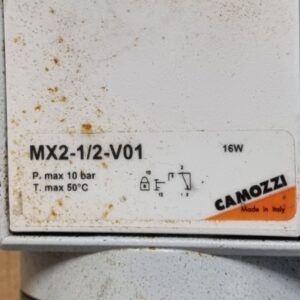 MX2-1/2-V01
16W
P. max 10 bar
T. max 50°C
CAMOZZI
Made in Italy